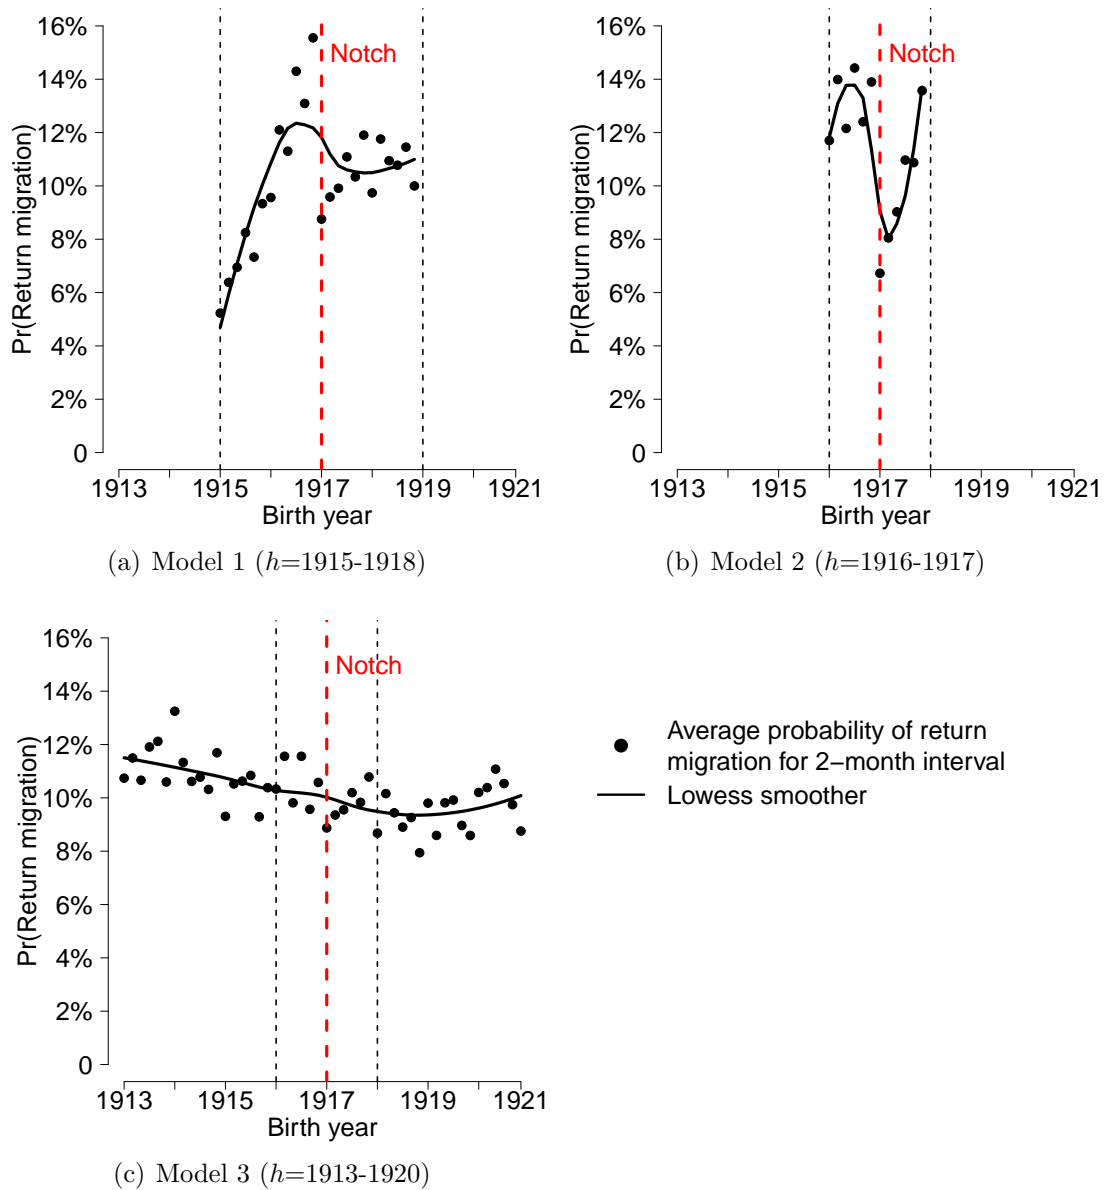 16%
14%
12%
10%
8%
6%
4%
2%
0
Pr(Return migration)
Notch
1913 1915 1917 1919 1921
Birth year
(a) Model 1 (h=1915-1918)
16%
14%
12%
10%
8%
6%
4%
2%
0
Pr(Return migration)
Notch
1913 1915 1917 1919 1921
Birth year
(b) Model 2 (h=1916-1917)
16%
14%
12%
10%
8%
6%
4%
2%
0
Pr(Return migration)
Notch
1913 1915 1917 1919 1921
Birth year
(c) Model 3 (h=1913-1920)
Average probability of return
migration for 2−month interval
Lowess smoother